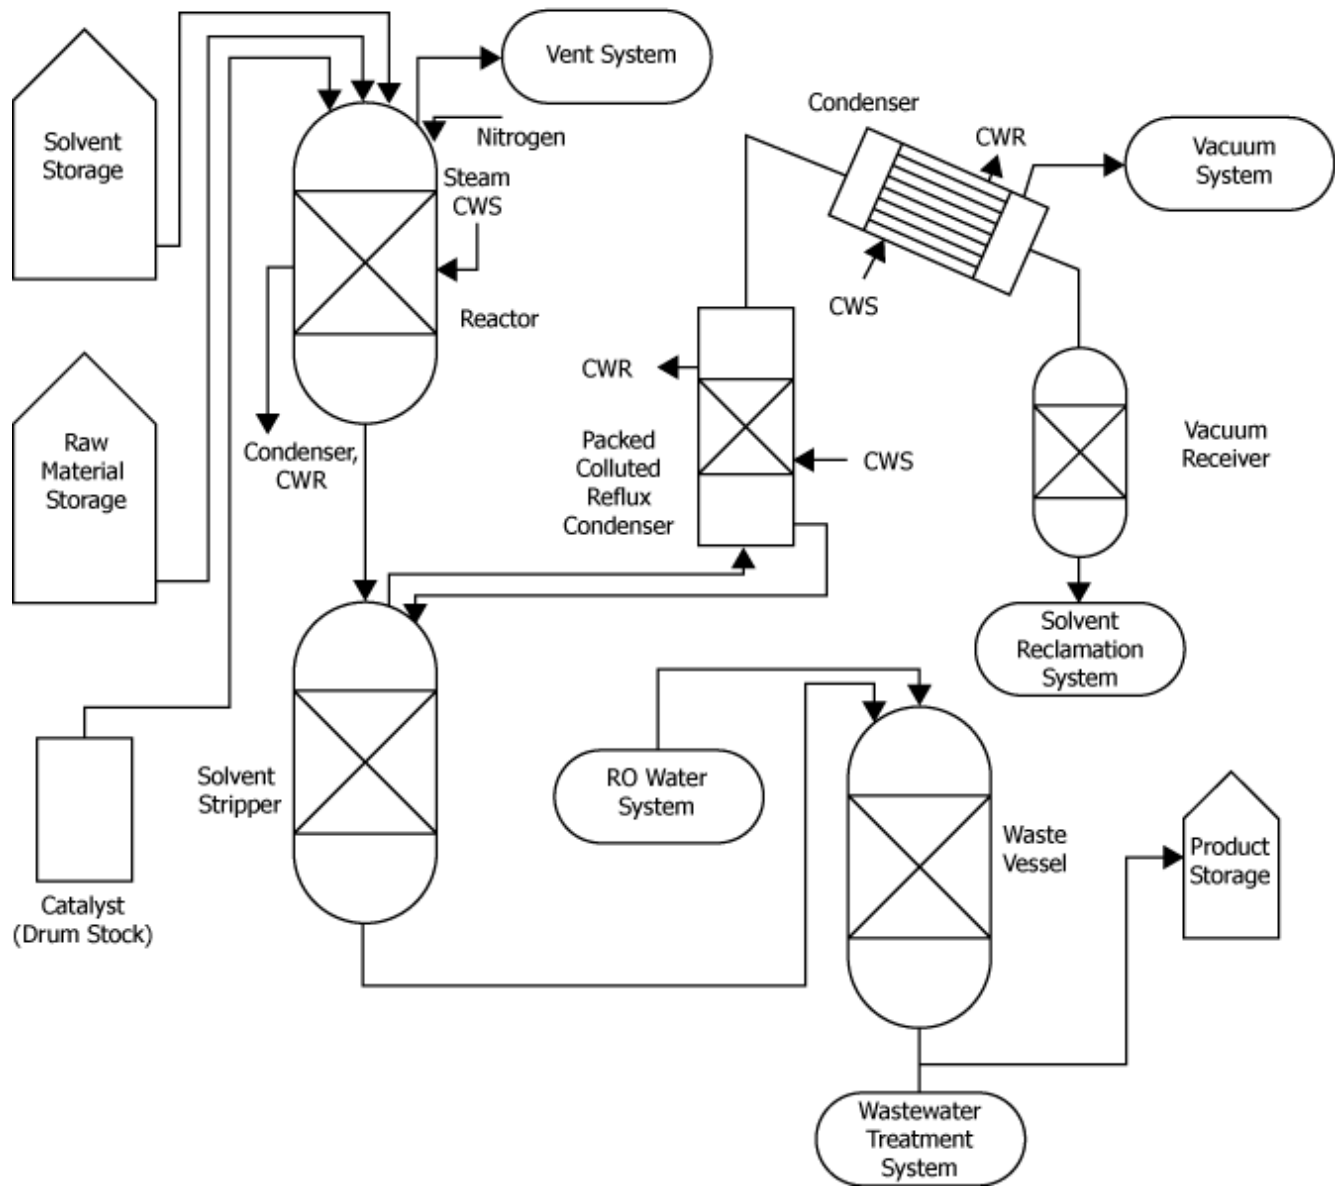 Vent System
Condenser
Solvent
Storage
Nitrogen
CWR
Vacuum
System
Steam
CWS
CWS
Reactor
CWR
Raw
Material
Storage
Condenser,
CWR
Packed
Colluted
Reflux
Condenser
CWS
Vacuum
Receiver
Solvent
Reclamation
System
Solvent
Stripper
RO Water
System
Waste
Vessel
Product
Storage
Catalyst
(Drum Stock)
Wastewater
Treatment
System